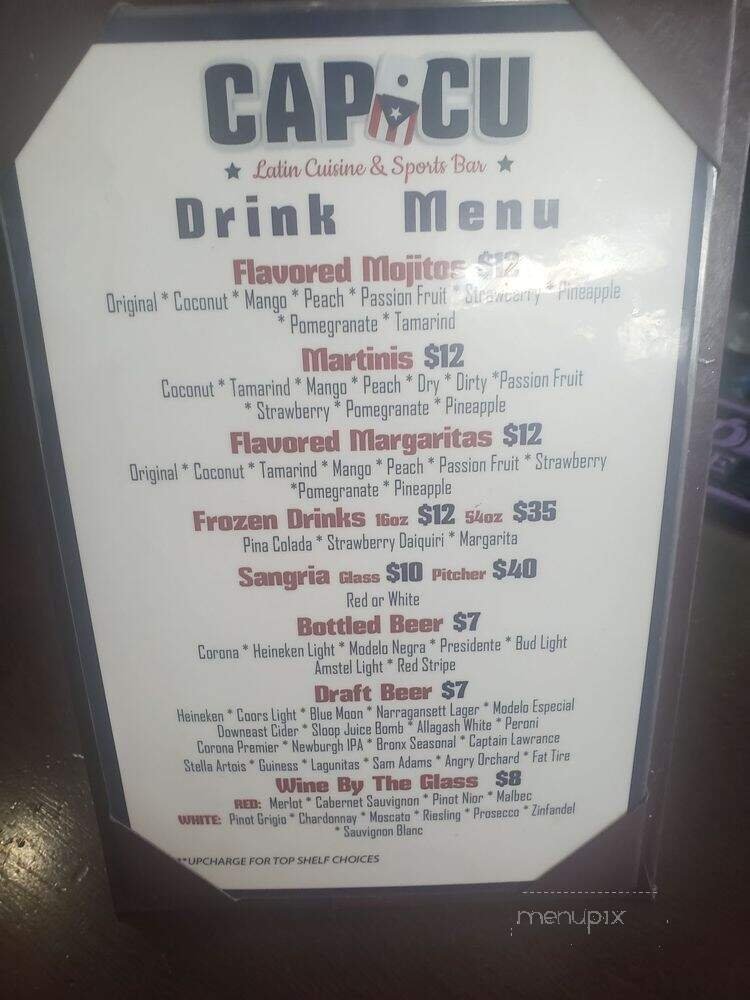 CAPICU
Latin Cuisine & Sports Bar
Drink Menu
Flavored Mojitos $12
Original * Coconut * Mango * Peach * Passion Fruit * Strawberry * Pineapple
* Pomegranate * Tamarind
Martinis $12
Coconut * Tamarind * Mango * Peach * Dry * Dirty *Passion Fruit
* Strawberry * Pomegranate * Pineapple
Flavored Margaritas $12
Original * Coconut * Tamarind * Mango * Peach * Passion Fruit * Strawberry
*Pomegranate * Pineapple
Frozen Drinks 16oz $12 54oz $35
Pina Colada * Strawberry Daiquiri * Margarita
Sangria Glass $10 Pitcher $40
Red or White
Bottled Beer $7
Corona * Heineken Light * Modelo Negra * Presidente * Bud Light
Amstel Light * Red Stripe
Draft Beer $7
Heineken * Coors Light * Blue Moon * Narragansett Lager * Modelo Especial
Downeast Cider * Sloop Juice Bomb * Allagash White * Peroni
Corona Premier * Newburgh IPA * Bronx Seasonal * Captain Lawrance
Stella Artois * Guiness * Lagunitas * Sam Adams * Angry Orchard * Fat Tire
Wine By The Glass $8
RED: Merlot * Cabernet Sauvignon * Pinot Nior * Malbec
WHITE: Pinot Grigio * Chardonnay * Moscato * Riesling * Prosecco * Zinfandel
* Sauvignon Blanc
**UPCHARGE FOR TOP SHELF CHOICES
menupix